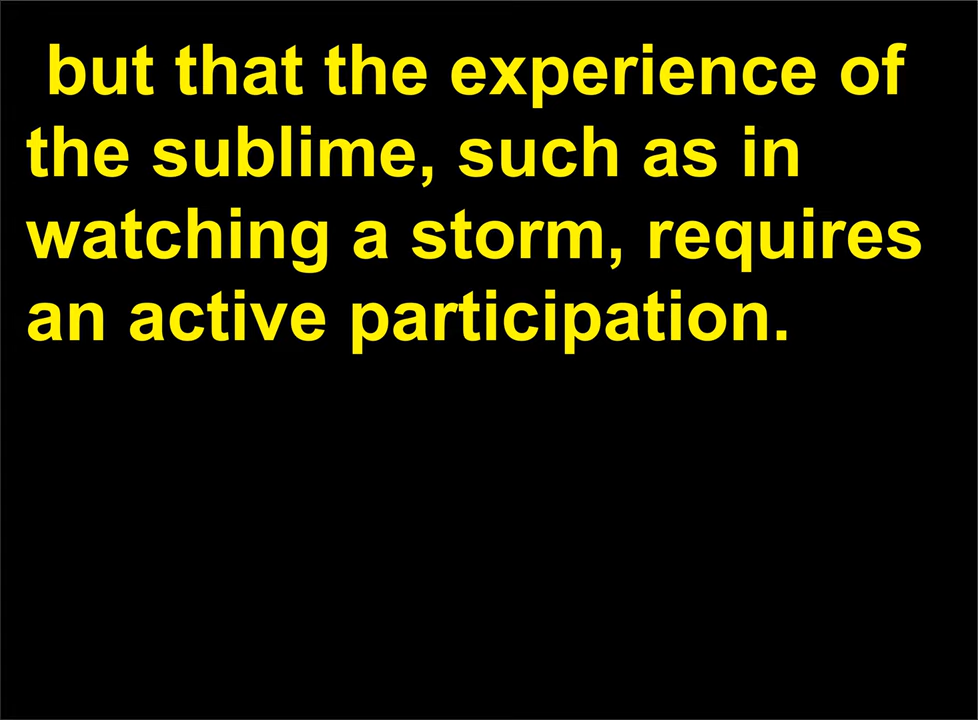 but that the experience of
the sublime, such as in
watching a storm, requires
an active participation.